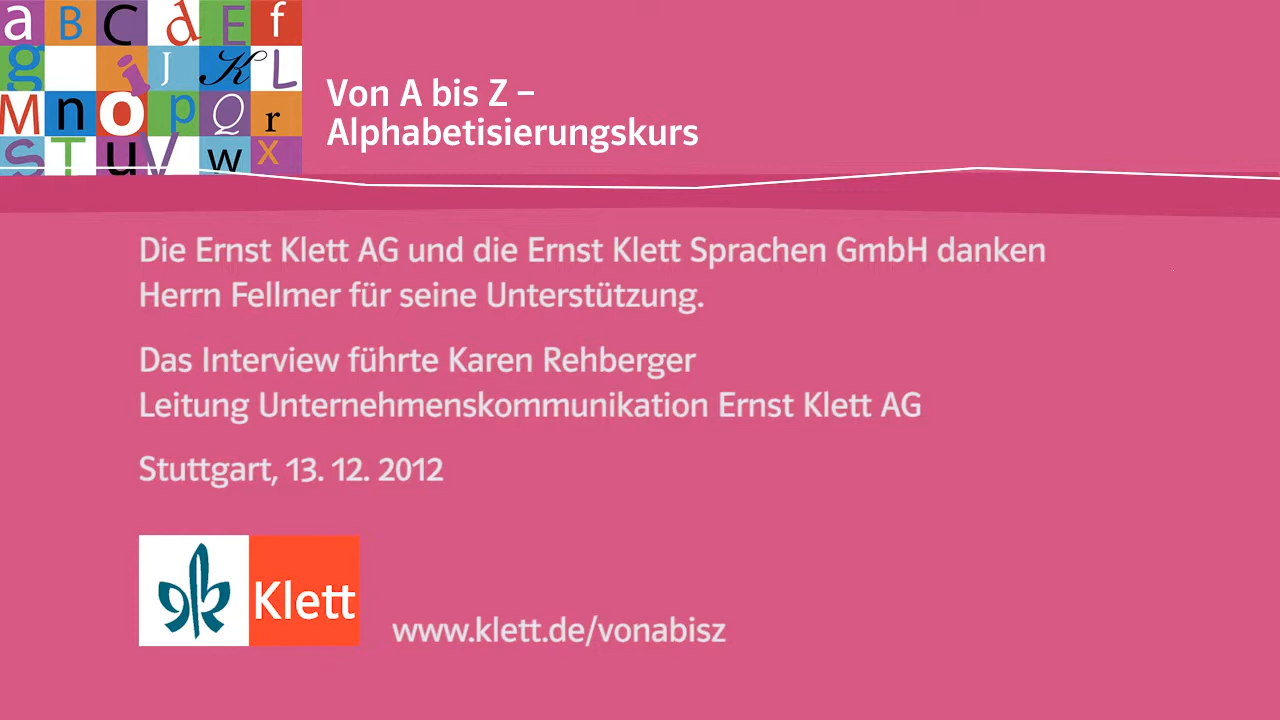 a B C d E f
g i J K L
M n o p Q r
S T u V w x
Von A bis Z –
Alphabetisierungskurs
Die Ernst Klett AG und die Ernst Klett Sprachen GmbH danken
Herrn Fellmer für seine Unterstützung.
Das Interview führte Karen Rehberger
Leitung Unternehmenskommunikation Ernst Klett AG
Stuttgart, 13. 12. 2012
Klett
www.klett.de/vonabisz